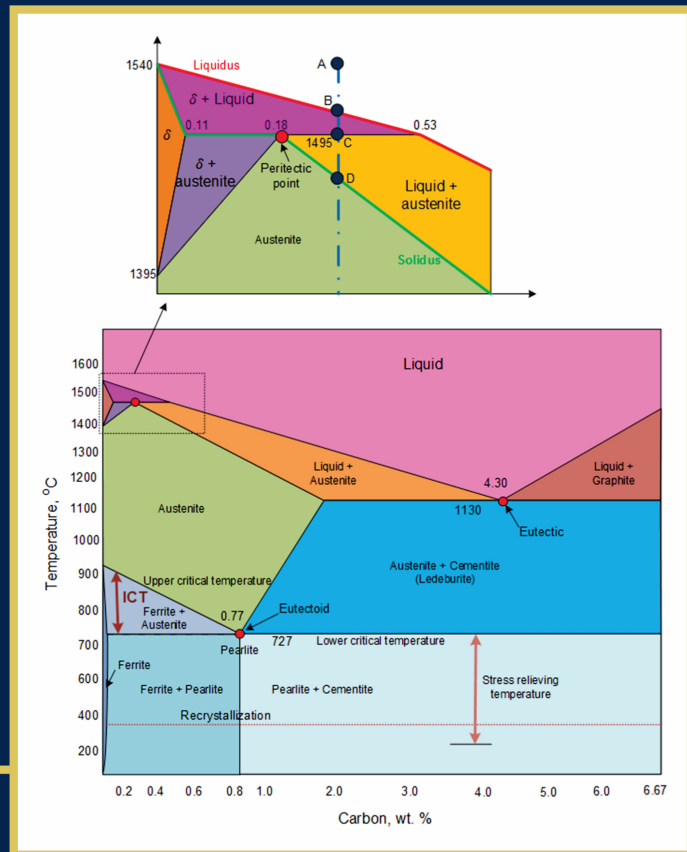 1540
Liquidus
A
δ + Liquid
B
0.11
0.18
0.53
δ
1495
C
δ +
austenite
Peritectic
point
D
Liquid +
austenite
Austenite
Solidus
1395
1600
1500
1400
1300
1200
1100
1000
900
800
700
600
400
200
Temperature, °C
Liquid
Liquid +
Austenite
4.30
Liquid +
Graphite
1130
Eutectic
Austenite
Austenite + Cementite
(Ledeburite)
Upper critical temperature
ICT
Ferrite +
Austenite
0.77
Eutectoid
727
Lower critical temperature
Pearlite
Ferrite
Ferrite + Pearlite
Pearlite + Cementite
Stress relieving
temperature
Recrystallization
0.2 0.4 0.6 0.8 1.0 2.0 3.0 4.0 5.0 6.0 6.67
Carbon, wt. %